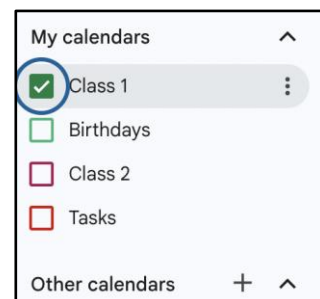 My calendars
Class 1
Birthdays
Class 2
Tasks
Other calendars